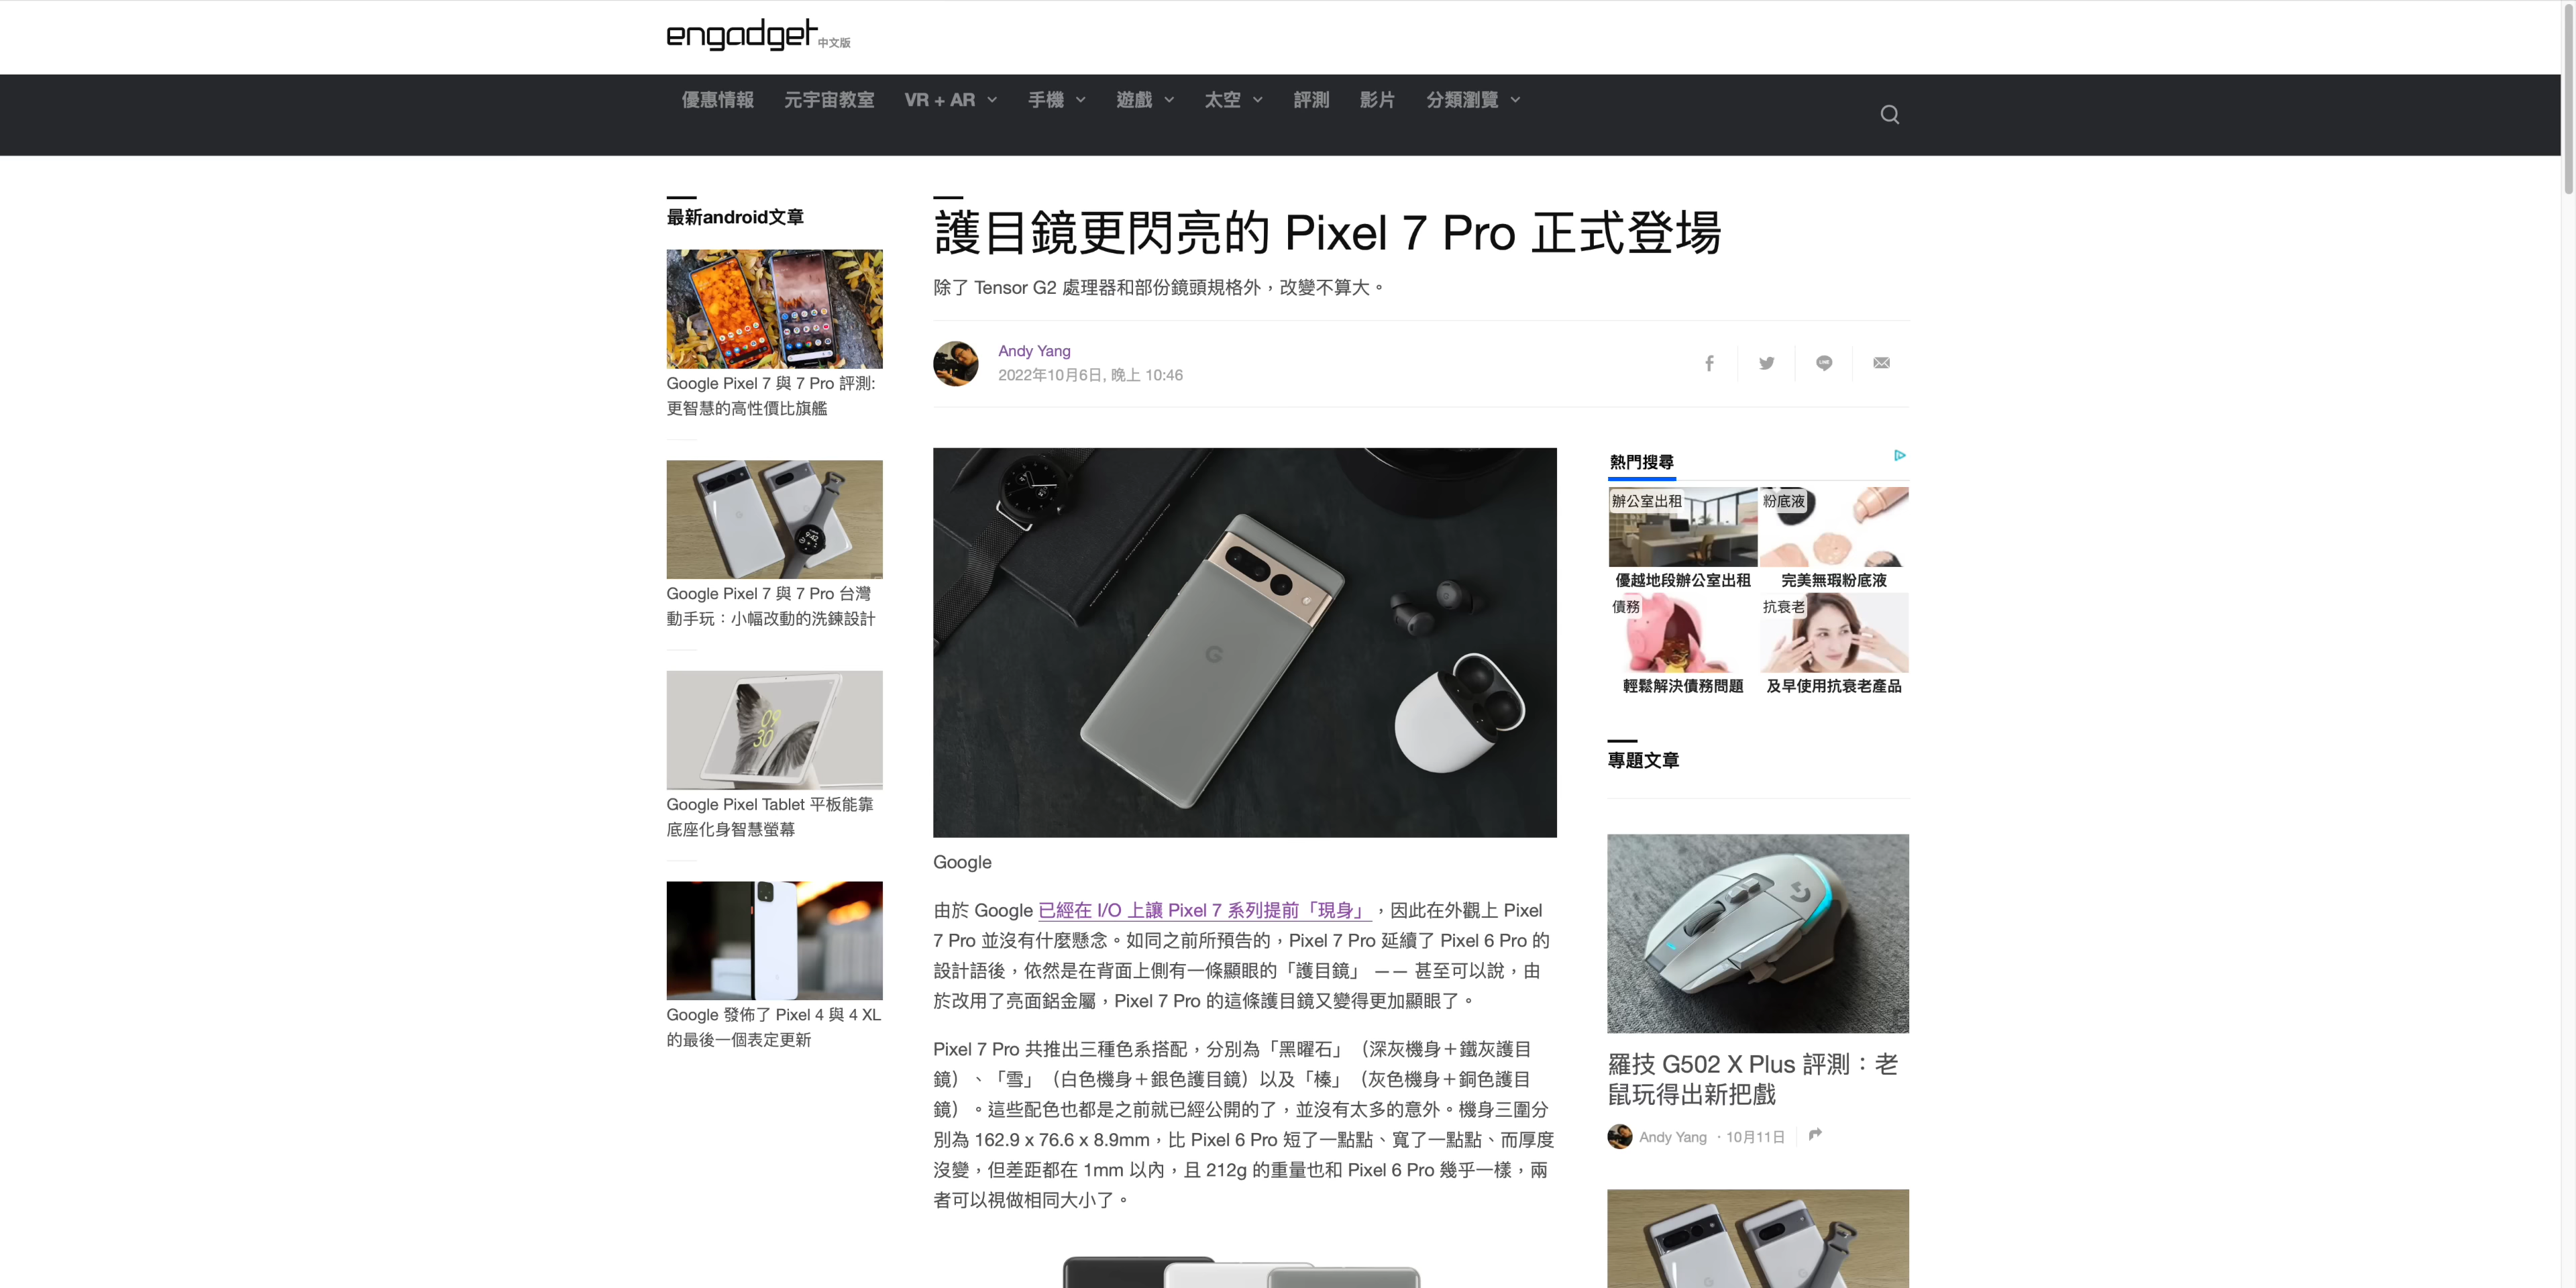 engadget 中文版
優惠情報 元宇宙教室 VR + AR 手機 遊戲 太空 評測 影片 分類瀏覽
最新android文章
Google Pixel 7 與 7 Pro 評測:
更智慧的高性價比旗艦
Google Pixel 7 與 7 Pro 台灣
動手玩：小幅改動的洗鍊設計
09
30
Google Pixel Tablet 平板能靠
底座化身智慧螢幕
Google 發佈了 Pixel 4 與 4 XL
的最後一個表定更新
護目鏡更閃亮的 Pixel 7 Pro 正式登場
除了 Tensor G2 處理器和部份鏡頭規格外，改變不算大。
Andy Yang
2022年10月6日, 晚上 10:46
Google
由於 Google 已經在 I/O 上讓 Pixel 7 系列提前「現身」，因此在外觀上 Pixel
7 Pro 並沒有什麼懸念。如同之前所預告的，Pixel 7 Pro 延續了 Pixel 6 Pro 的
設計語後，依然是在背面上側有一條顯眼的「護目鏡」 —— 甚至可以說，由
於改用了亮面鋁金屬，Pixel 7 Pro 的這條護目鏡又變得更加顯眼了。
Pixel 7 Pro 共推出三種色系搭配，分別為「黑曜石」（深灰機身＋鐵灰護目
鏡）、「雪」（白色機身＋銀色護目鏡）以及「榛」（灰色機身＋銅色護目
鏡）。這些配色也都是之前就已經公開的了，並沒有太多的意外。機身三圍分
別為 162.9 x 76.6 x 8.9mm，比 Pixel 6 Pro 短了一點點、寬了一點點、而厚度
沒變，但差距都在 1mm 以內，且 212g 的重量也和 Pixel 6 Pro 幾乎一樣，兩
者可以視做相同大小了。
熱門搜尋
辦公室出租 粉底液
優越地段辦公室出租 完美無瑕粉底液
債務 抗衰老
輕鬆解決債務問題 及早使用抗衰老產品
專題文章
羅技 G502 X Plus 評測：老
鼠玩得出新把戲
Andy Yang ・10月11日